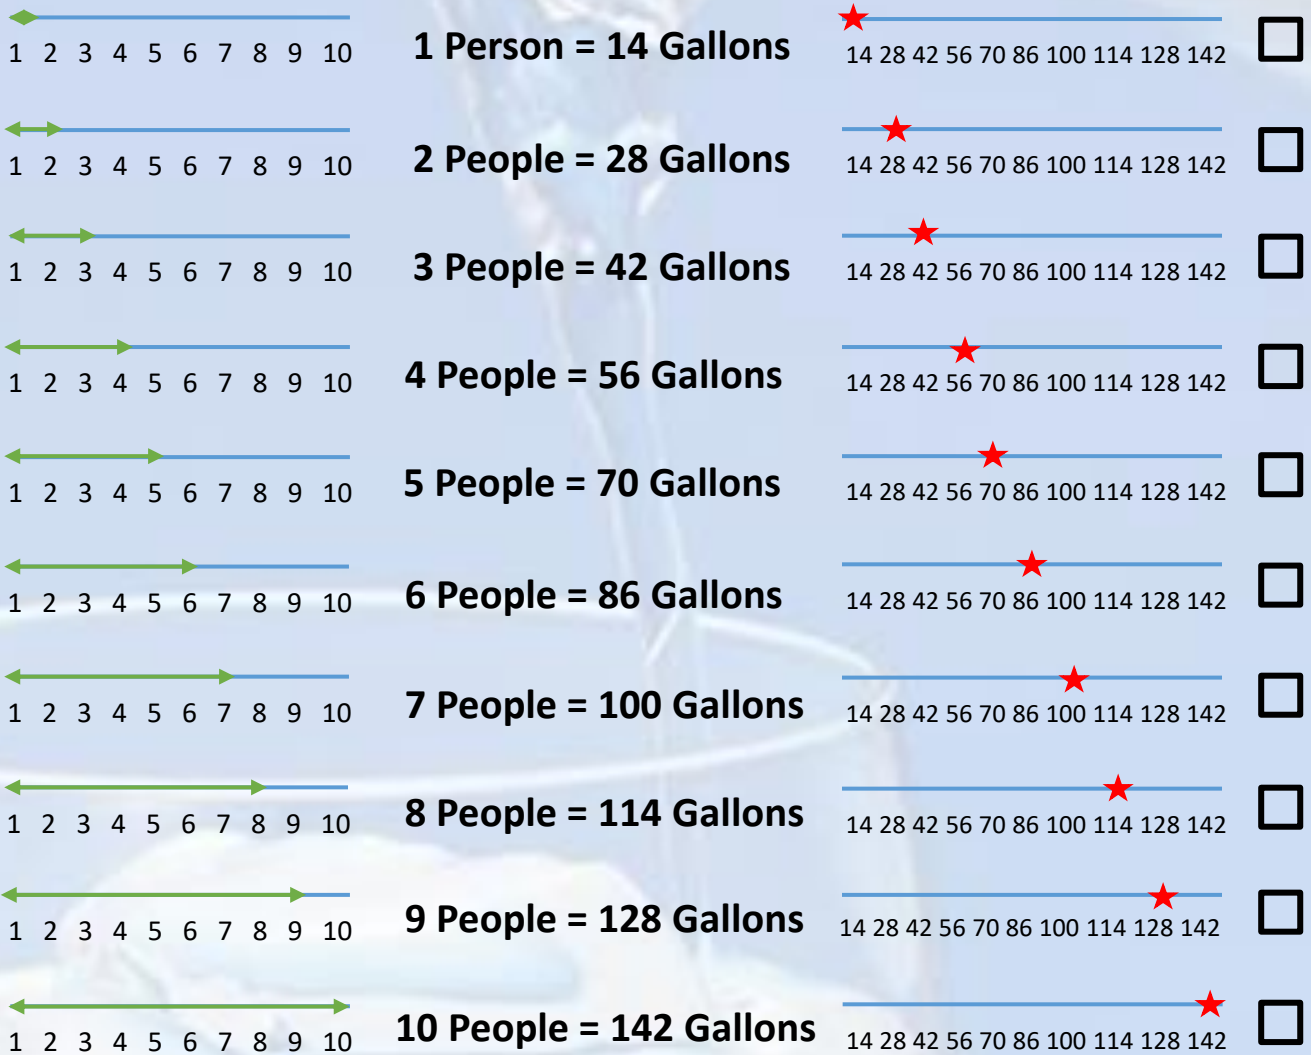 1 2 3 4 5 6 7 8 9 10 1 Person = 14 Gallons 14 28 42 56 70 86 100 114 128 142
1 2 3 4 5 6 7 8 9 10 2 People = 28 Gallons 14 28 42 56 70 86 100 114 128 142
1 2 3 4 5 6 7 8 9 10 3 People = 42 Gallons 14 28 42 56 70 86 100 114 128 142
1 2 3 4 5 6 7 8 9 10 4 People = 56 Gallons 14 28 42 56 70 86 100 114 128 142
1 2 3 4 5 6 7 8 9 10 5 People = 70 Gallons 14 28 42 56 70 86 100 114 128 142
1 2 3 4 5 6 7 8 9 10 6 People = 86 Gallons 14 28 42 56 70 86 100 114 128 142
1 2 3 4 5 6 7 8 9 10 7 People = 100 Gallons 14 28 42 56 70 86 100 114 128 142
1 2 3 4 5 6 7 8 9 10 8 People = 114 Gallons 14 28 42 56 70 86 100 114 128 142
1 2 3 4 5 6 7 8 9 10 9 People = 128 Gallons 14 28 42 56 70 86 100 114 128 142
1 2 3 4 5 6 7 8 9 10 10 People = 142 Gallons 14 28 42 56 70 86 100 114 128 142